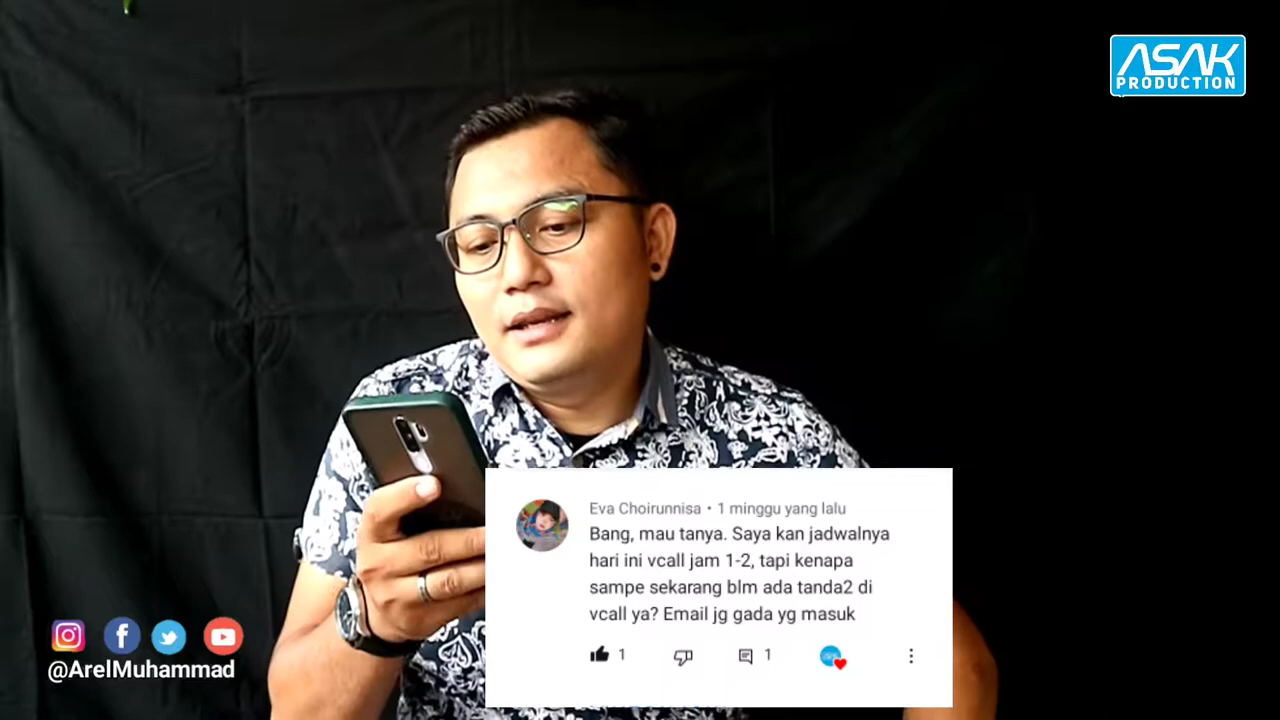 ASAK
PRODUCTION
Eva Choirunnisa • 1 minggu yang lalu
Bang, mau tanya. Saya kan jadwalnya
hari ini vcall jam 1-2, tapi kenapa
sampe sekarang blm ada tanda2 di
vcall ya? Email jg gada yg masuk
1
1
@ArelMuhammad